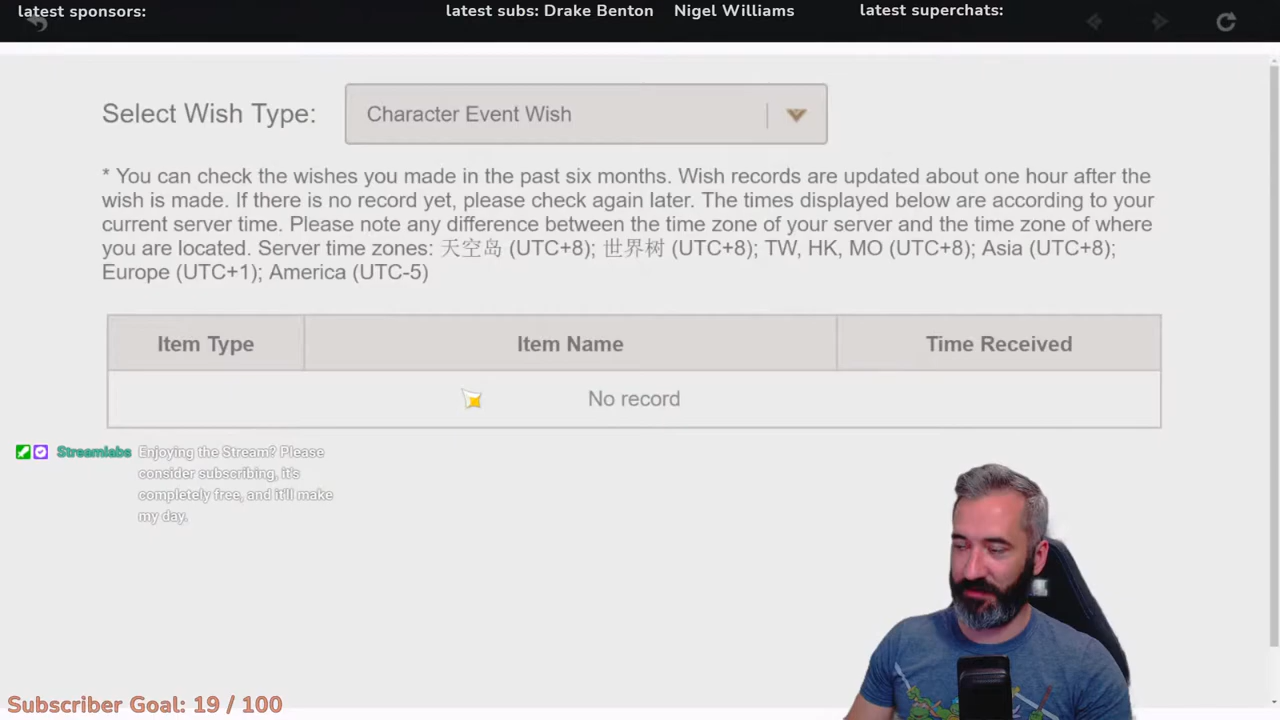 latest sponsors:
latest subs: Drake Benton Nigel Williams
latest superchats:
Select Wish Type:
Character Event Wish
* You can check the wishes you made in the past six months. Wish records are updated about one hour after the
wish is made. If there is no record yet, please check again later. The times displayed below are according to your
current server time. Please note any difference between the time zone of your server and the time zone of where
you are located. Server time zones: 天空岛 (UTC+8); 世界树 (UTC+8); TW, HK, MO (UTC+8); Asia (UTC+8);
Europe (UTC+1); America (UTC-5)
Item Type Item Name Time Received
No record
Streamlabs Enjoying the Stream? Please
consider subscribing, it's
completely free, and it'll make
my day.
Subscriber Goal: 19 / 100